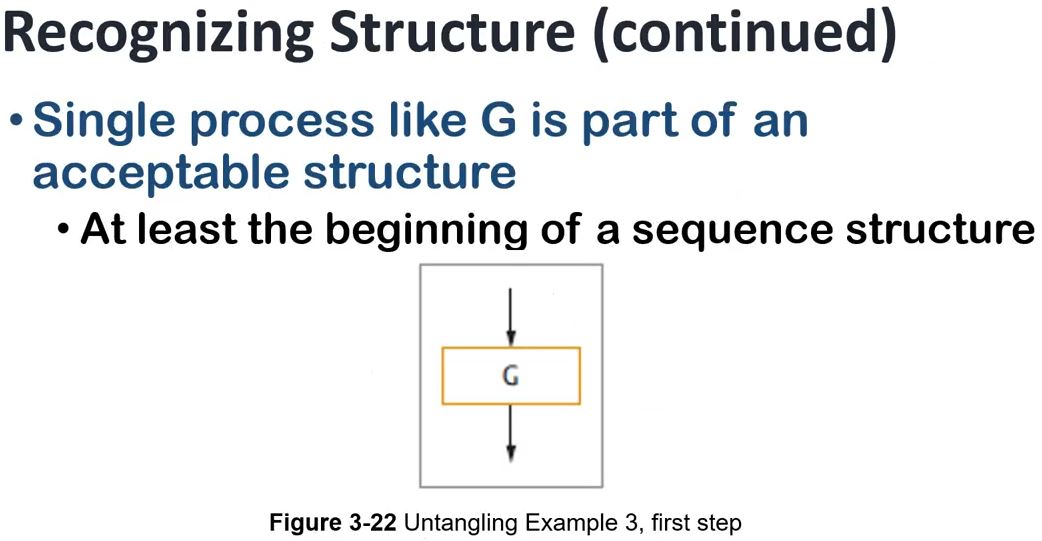 Recognizing Structure (continued)
• Single process like G is part of an
acceptable structure
• At least the beginning of a sequence structure
G
Figure 3-22 Untangling Example 3, first step